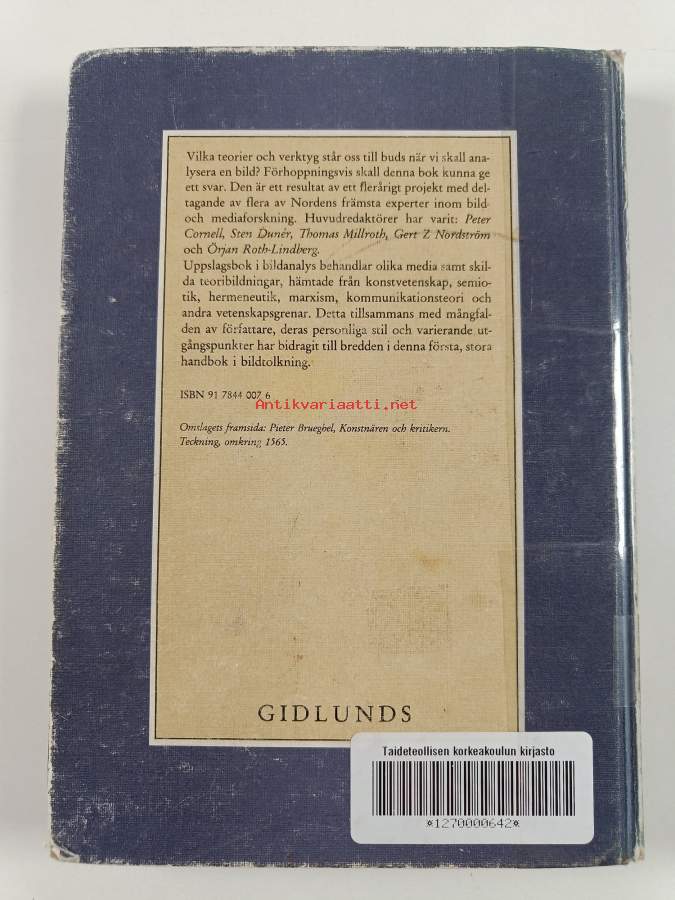 Vilka teorier och verktyg står oss till buds när vi skall ana-
lysera en bild? Förhoppningsvis skall denna bok kunna ge
ett svar. Den är ett resultat av ett flerårigt projekt med del-
tagande av flera av Nordens främsta experter inom bild-
och mediaforskning. Huvudredaktörer har varit: Peter
Cornell, Sten Dunér, Thomas Millroth, Gert Z Nordström
och Örjan Roth-Lindberg.
Uppslagsbok i bildanalys behandlar olika media samt skil-
da teoribildningar, hämtade från konstvetenskap, semio-
tik, hermeneutik, marxism, kommunikationsteori och
andra vetenskapsgrenar. Detta tillsammans med mångfal-
den av författare, deras personliga stil och varierande ut-
gångspunkter har bidragit till bredden i denna första, stora
handbok i bildtolkning.
ISBN 91 7844 007 6
Antikvariaatti.net
Omslagets framsida: Pieter Brueghel, Konstnären och kritikern.
Teckning, omkring 1565.
GIDLUNDS
Taideteollisen korkeakoulun kirjasto
*1270000642*